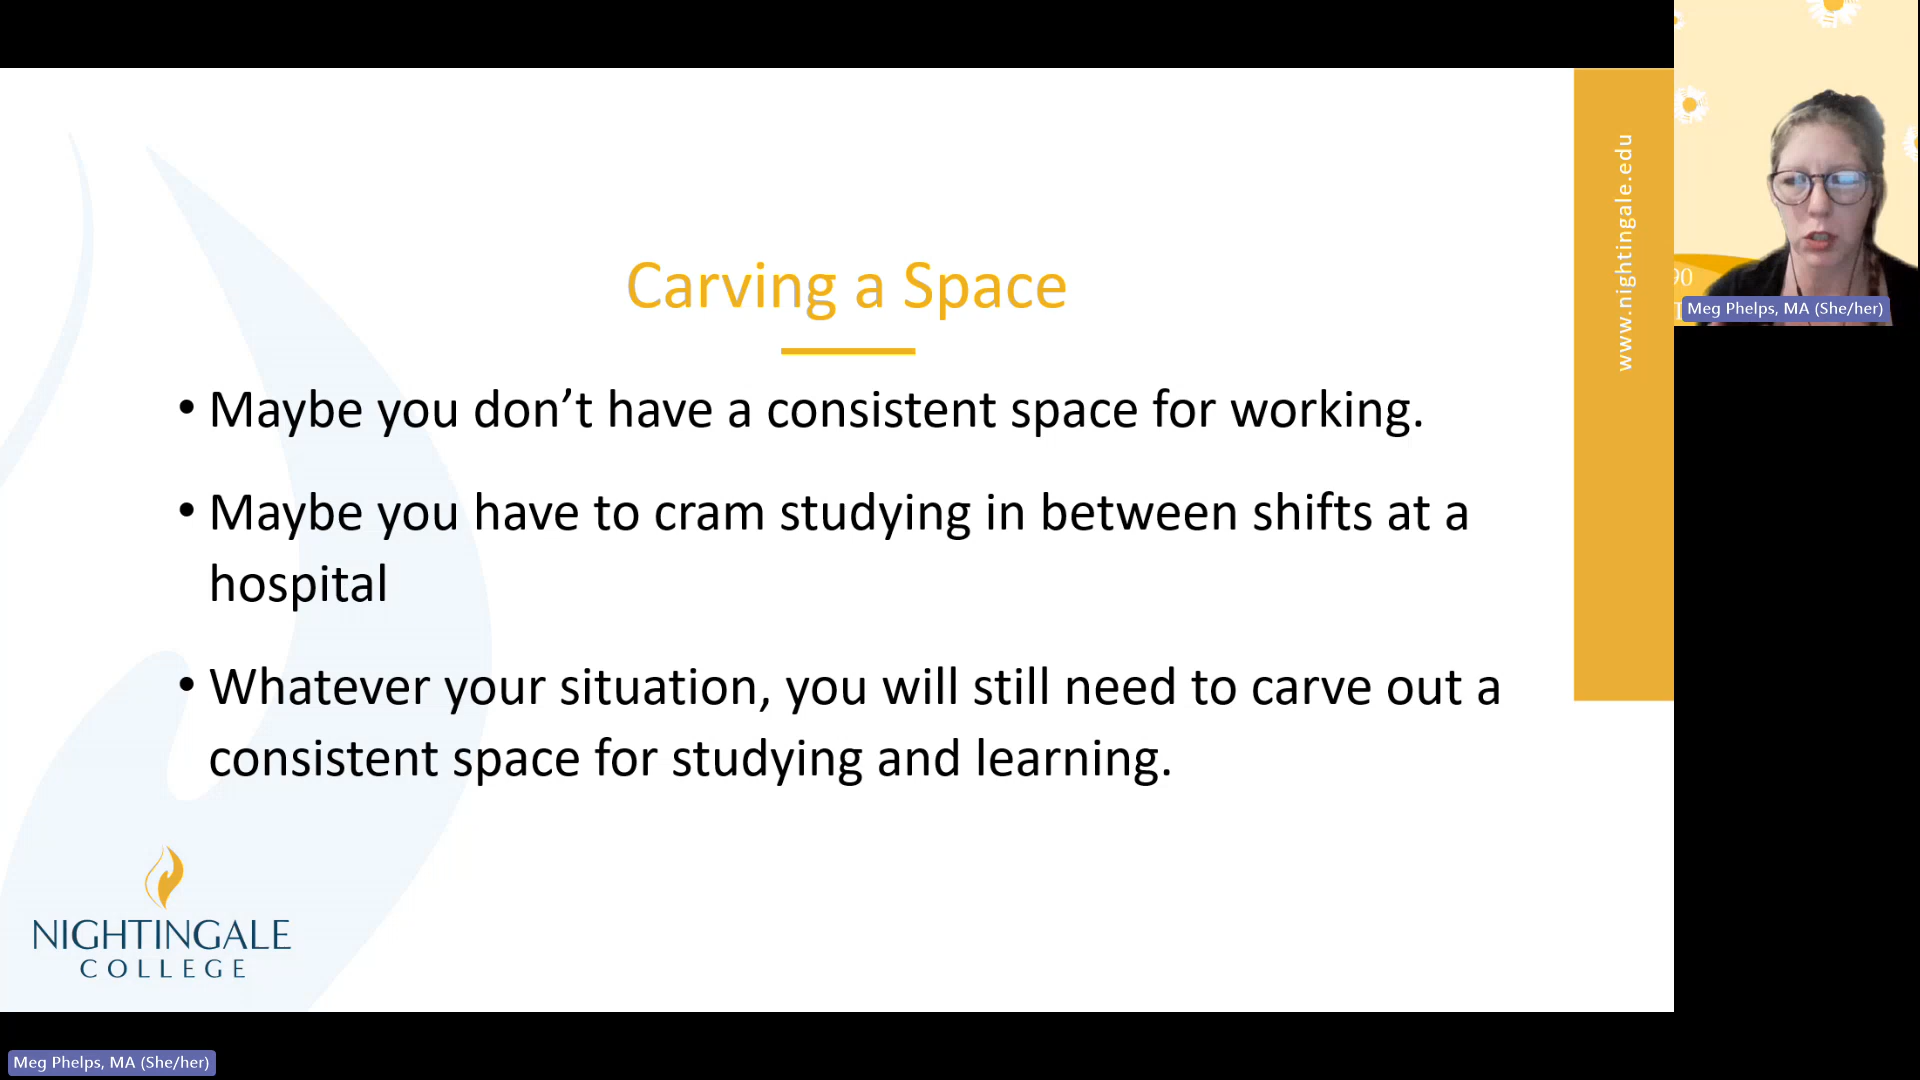 Carving a Space
• Maybe you don’t have a consistent space for working.
• Maybe you have to cram studying in between shifts at a
hospital
• Whatever your situation, you will still need to carve out a
consistent space for studying and learning.
NIGHTINGALE
COLLEGE
www.nightingale.edu
90
Meg Phelps, MA (She/her)
Meg Phelps, MA (She/her)